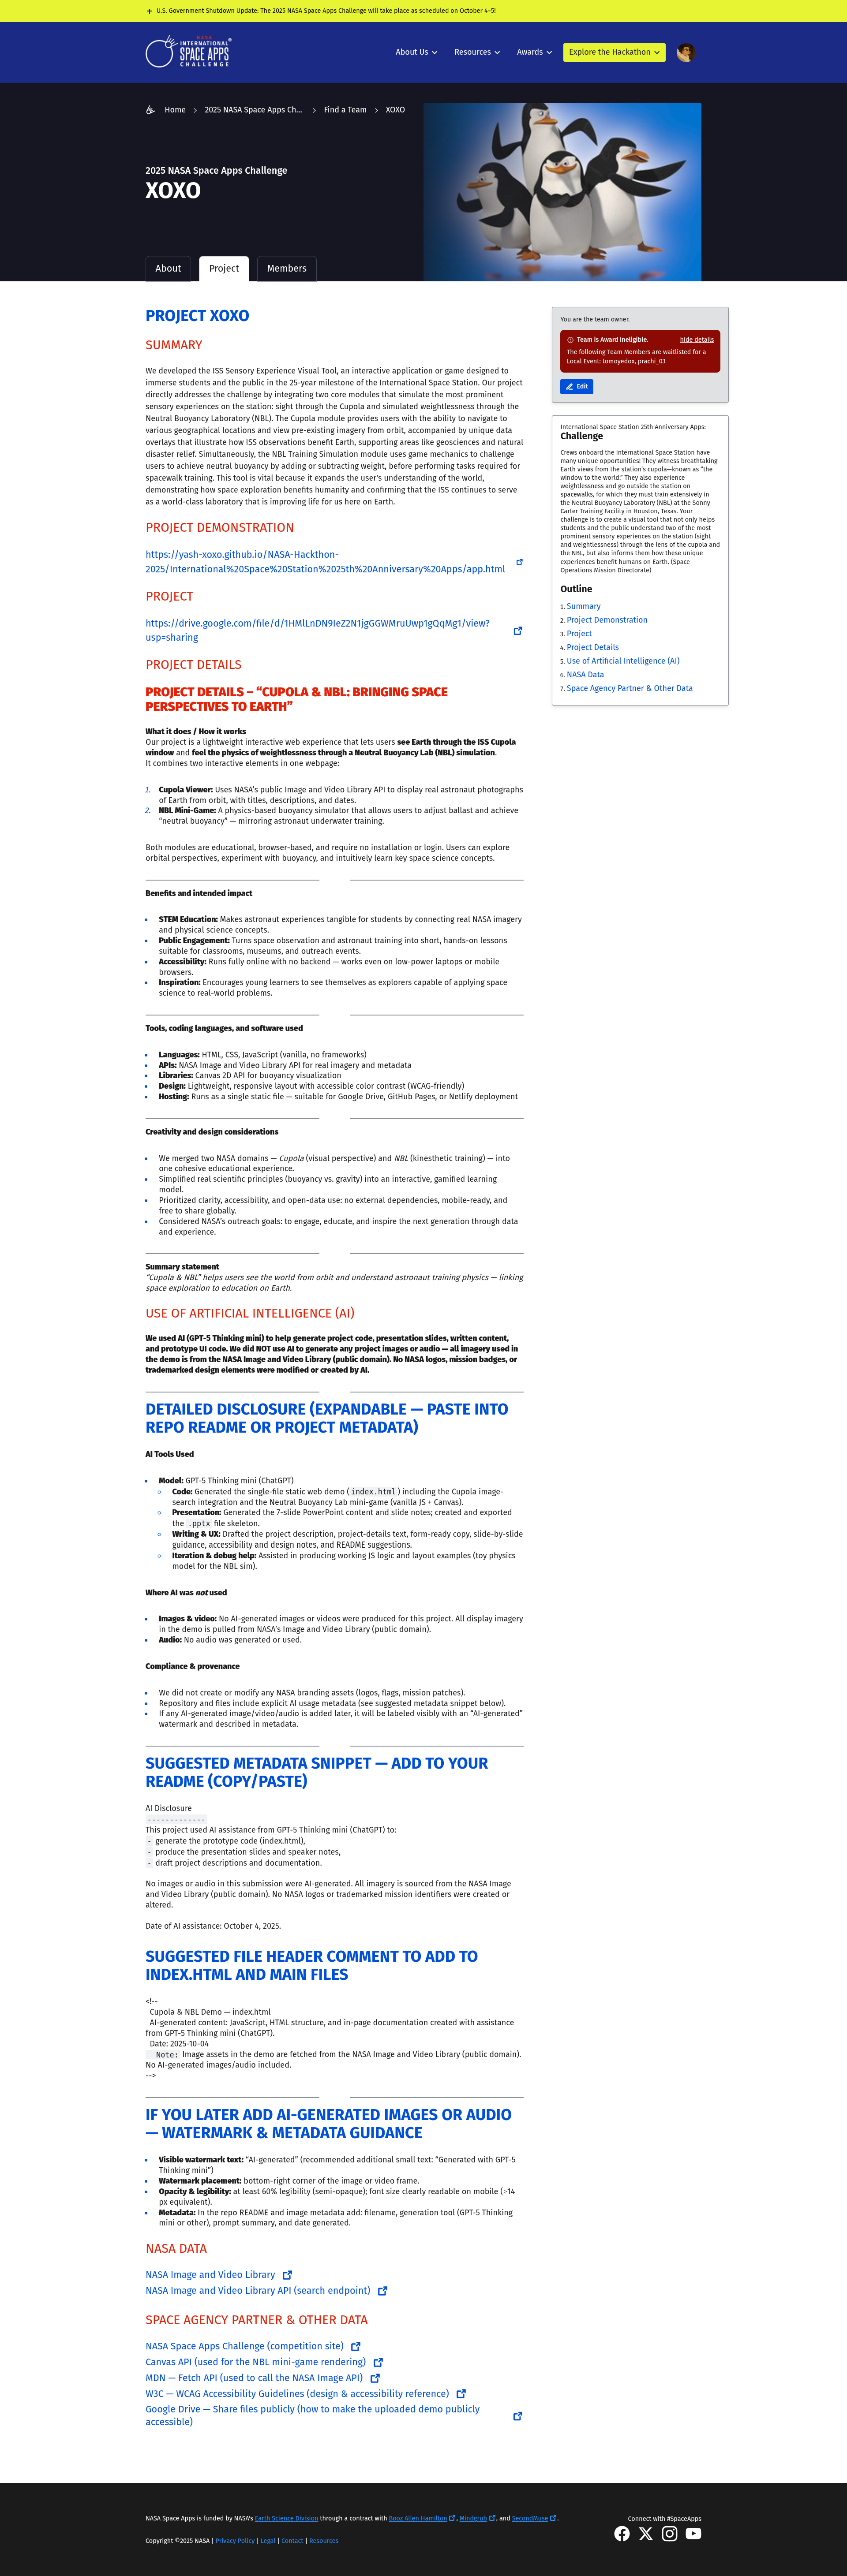 U.S. Government Shutdown Update: The 2025 NASA Space Apps Challenge will take place as scheduled on October 4–5!
NASA
INTERNATIONAL
SPACE APPS
CHALLENGE
About Us
Resources
Awards
Explore the Hackathon
Home
2025 NASA Space Apps Ch...
Find a Team
XOXO
2025 NASA Space Apps Challenge
XOXO
About
Project
Members
PROJECT XOXO
SUMMARY
We developed the ISS Sensory Experience Visual Tool, an interactive application or game designed to
immerse students and the public in the 25-year milestone of the International Space Station. Our project
directly addresses the challenge by integrating two core modules that simulate the most prominent
sensory experiences on the station: sight through the Cupola and simulated weightlessness through the
Neutral Buoyancy Laboratory (NBL). The Cupola module provides users with the ability to navigate to
various geographical locations and view pre-existing imagery from orbit, accompanied by unique data
overlays that illustrate how ISS observations benefit Earth, supporting areas like geosciences and natural
disaster relief. Simultaneously, the NBL Training Simulation module uses game mechanics to challenge
users to achieve neutral buoyancy by adding or subtracting weight, before performing tasks required for
spacewalk training. This tool is vital because it expands the user's understanding of the world,
demonstrating how space exploration benefits humanity and confirming that the ISS continues to serve
as a world-class laboratory that is improving life for us here on Earth.
PROJECT DEMONSTRATION
https://yash-xoxo.github.io/NASA-Hackthon-
2025/International%20Space%20Station%2025th%20Anniversary%20Apps/app.html
PROJECT
https://drive.google.com/file/d/1HMlLnDN9IeZ2N1jgGGWMruUwp1gQqMg1/view?
usp=sharing
PROJECT DETAILS
PROJECT DETAILS – “CUPOLA & NBL: BRINGING SPACE
PERSPECTIVES TO EARTH”
What it does / How it works
Our project is a lightweight interactive web experience that lets users see Earth through the ISS Cupola
window and feel the physics of weightlessness through a Neutral Buoyancy Lab (NBL) simulation.
It combines two interactive elements in one webpage:
1. Cupola Viewer: Uses NASA’s public Image and Video Library API to display real astronaut photographs
of Earth from orbit, with titles, descriptions, and dates.
2. NBL Mini-Game: A physics-based buoyancy simulator that allows users to adjust ballast and achieve
“neutral buoyancy” — mirroring astronaut underwater training.
Both modules are educational, browser-based, and require no installation or login. Users can explore
orbital perspectives, experiment with buoyancy, and intuitively learn key space science concepts.
Benefits and intended impact
STEM Education: Makes astronaut experiences tangible for students by connecting real NASA imagery
and physical science concepts.
Public Engagement: Turns space observation and astronaut training into short, hands-on lessons
suitable for classrooms, museums, and outreach events.
Accessibility: Runs fully online with no backend — works even on low-power laptops or mobile
browsers.
Inspiration: Encourages young learners to see themselves as explorers capable of applying space
science to real-world problems.
Tools, coding languages, and software used
Languages: HTML, CSS, JavaScript (vanilla, no frameworks)
APIs: NASA Image and Video Library API for real imagery and metadata
Libraries: Canvas 2D API for buoyancy visualization
Design: Lightweight, responsive layout with accessible color contrast (WCAG-friendly)
Hosting: Runs as a single static file — suitable for Google Drive, GitHub Pages, or Netlify deployment
Creativity and design considerations
We merged two NASA domains — Cupola (visual perspective) and NBL (kinesthetic training) — into
one cohesive educational experience.
Simplified real scientific principles (buoyancy vs. gravity) into an interactive, gamified learning
model.
Prioritized clarity, accessibility, and open-data use: no external dependencies, mobile-ready, and
free to share globally.
Considered NASA’s outreach goals: to engage, educate, and inspire the next generation through data
and experience.
Summary statement
“Cupola & NBL” helps users see the world from orbit and understand astronaut training physics — linking
space exploration to education on Earth.
USE OF ARTIFICIAL INTELLIGENCE (AI)
We used AI (GPT-5 Thinking mini) to help generate project code, presentation slides, written content,
and prototype UI code. We did NOT use AI to generate any project images or audio — all imagery used in
the demo is from the NASA Image and Video Library (public domain). No NASA logos, mission badges, or
trademarked design elements were modified or created by AI.
DETAILED DISCLOSURE (EXPANDABLE — PASTE INTO
REPO README OR PROJECT METADATA)
AI Tools Used
Model: GPT-5 Thinking mini (ChatGPT)
Code: Generated the single-file static web demo (index.html) including the Cupola image-
search integration and the Neutral Buoyancy Lab mini-game (vanilla JS + Canvas).
Presentation: Generated the 7-slide PowerPoint content and slide notes; created and exported
the .pptx file skeleton.
Writing & UX: Drafted the project description, project-details text, form-ready copy, slide-by-slide
guidance, accessibility and design notes, and README suggestions.
Iteration & debug help: Assisted in producing working JS logic and layout examples (toy physics
model for the NBL sim).
Where AI was not used
Images & video: No AI-generated images or videos were produced for this project. All display imagery
in the demo is pulled from NASA’s Image and Video Library (public domain).
Audio: No audio was generated or used.
Compliance & provenance
We did not create or modify any NASA branding assets (logos, flags, mission patches).
Repository and files include explicit AI usage metadata (see suggested metadata snippet below).
If any AI-generated image/video/audio is added later, it will be labeled visibly with an “AI-generated”
watermark and described in metadata.
SUGGESTED METADATA SNIPPET — ADD TO YOUR
README (COPY/PASTE)
AI Disclosure
-------------
This project used AI assistance from GPT-5 Thinking mini (ChatGPT) to:
- generate the prototype code (index.html),
- produce the presentation slides and speaker notes,
- draft project descriptions and documentation.
No images or audio in this submission were AI-generated. All imagery is sourced from the NASA Image
and Video Library (public domain). No NASA logos or trademarked mission identifiers were created or
altered.
Date of AI assistance: October 4, 2025.
SUGGESTED FILE HEADER COMMENT TO ADD TO
INDEX.HTML AND MAIN FILES
<!--
Cupola & NBL Demo — index.html
AI-generated content: JavaScript, HTML structure, and in-page documentation created with assistance
from GPT-5 Thinking mini (ChatGPT).
Date: 2025-10-04
Note: Image assets in the demo are fetched from the NASA Image and Video Library (public domain).
No AI-generated images/audio included.
-->
IF YOU LATER ADD AI-GENERATED IMAGES OR AUDIO
— WATERMARK & METADATA GUIDANCE
Visible watermark text: “AI-generated” (recommended additional small text: “Generated with GPT-5
Thinking mini”)
Watermark placement: bottom-right corner of the image or video frame.
Opacity & legibility: at least 60% legibility (semi-opaque); font size clearly readable on mobile (≥14
px equivalent).
Metadata: In the repo README and image metadata add: filename, generation tool (GPT-5 Thinking
mini or other), prompt summary, and date generated.
NASA DATA
NASA Image and Video Library
NASA Image and Video Library API (search endpoint)
SPACE AGENCY PARTNER & OTHER DATA
NASA Space Apps Challenge (competition site)
Canvas API (used for the NBL mini-game rendering)
MDN — Fetch API (used to call the NASA Image API)
W3C — WCAG Accessibility Guidelines (design & accessibility reference)
Google Drive — Share files publicly (how to make the uploaded demo publicly
accessible)
You are the team owner.
Team is Award Ineligible.
hide details
The following Team Members are waitlisted for a
Local Event: tomoyedox, prachi_03
Edit
International Space Station 25th Anniversary Apps:
Challenge
Crews onboard the International Space Station have
many unique opportunities! They witness breathtaking
Earth views from the station’s cupola—known as “the
window to the world.” They also experience
weightlessness and go outside the station on
spacewalks, for which they must train extensively in
the Neutral Buoyancy Laboratory (NBL) at the Sonny
Carter Training Facility in Houston, Texas. Your
challenge is to create a visual tool that not only helps
students and the public understand two of the most
prominent sensory experiences on the station (sight
and weightlessness) through the lens of the cupola and
the NBL, but also informs them how these unique
experiences benefit humans on Earth. (Space
Operations Mission Directorate)
Outline
1. Summary
2. Project Demonstration
3. Project
4. Project Details
5. Use of Artificial Intelligence (AI)
6. NASA Data
7. Space Agency Partner & Other Data
NASA Space Apps is funded by NASA's Earth Science Division through a contract with Booz Allen Hamilton, Mindgrub, and SecondMuse.
Copyright ©2025 NASA | Privacy Policy | Legal | Contact | Resources
Connect with #SpaceApps